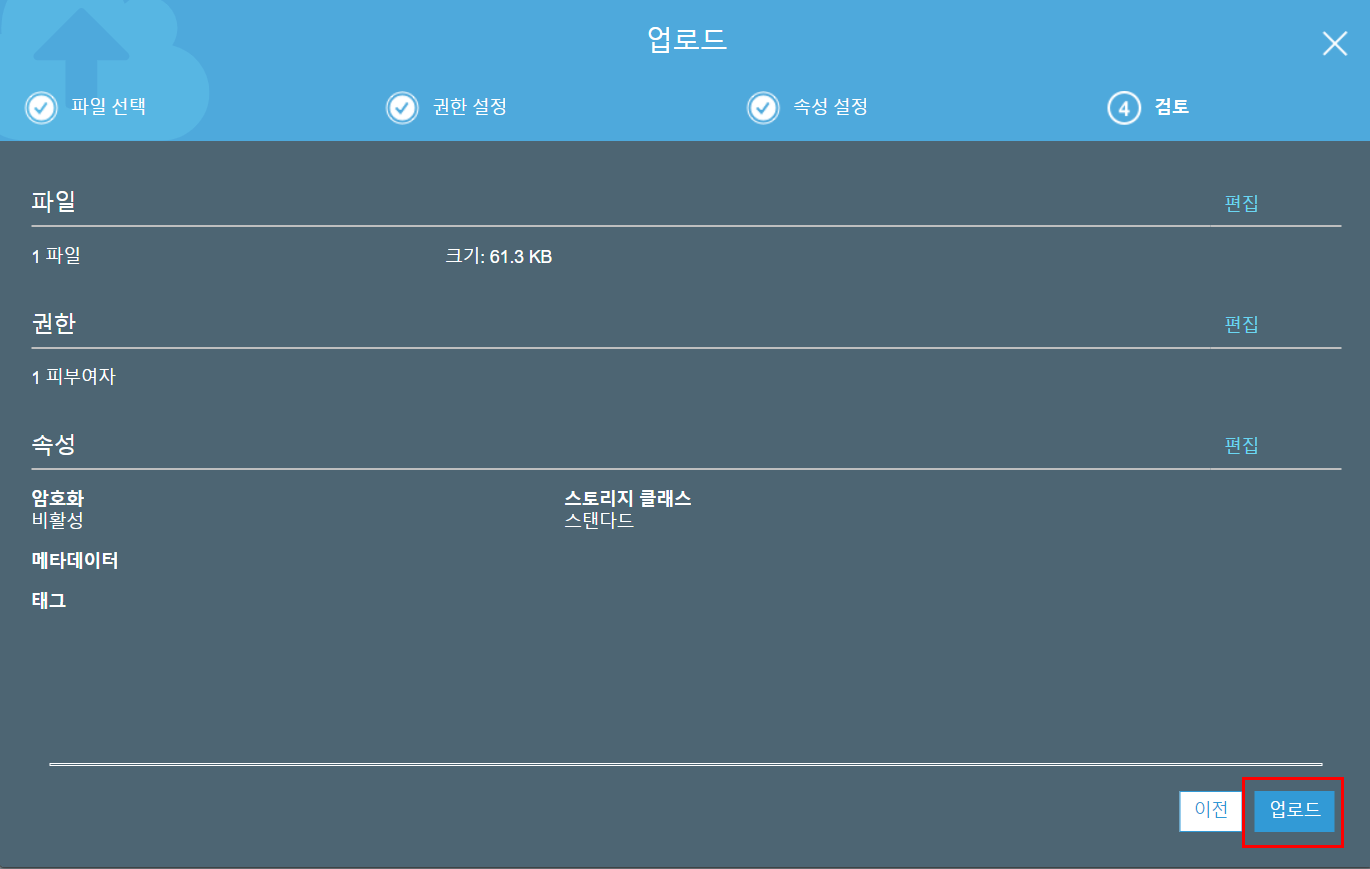 업로드
파일 선택
권한 설정
속성 설정
4 검토
파일 편집
1 파일 크기: 61.3 KB
권한 편집
1 피부여자
속성 편집
암호화 스토리지 클래스
비활성 스탠다드
메타데이터
태그
이전 업로드